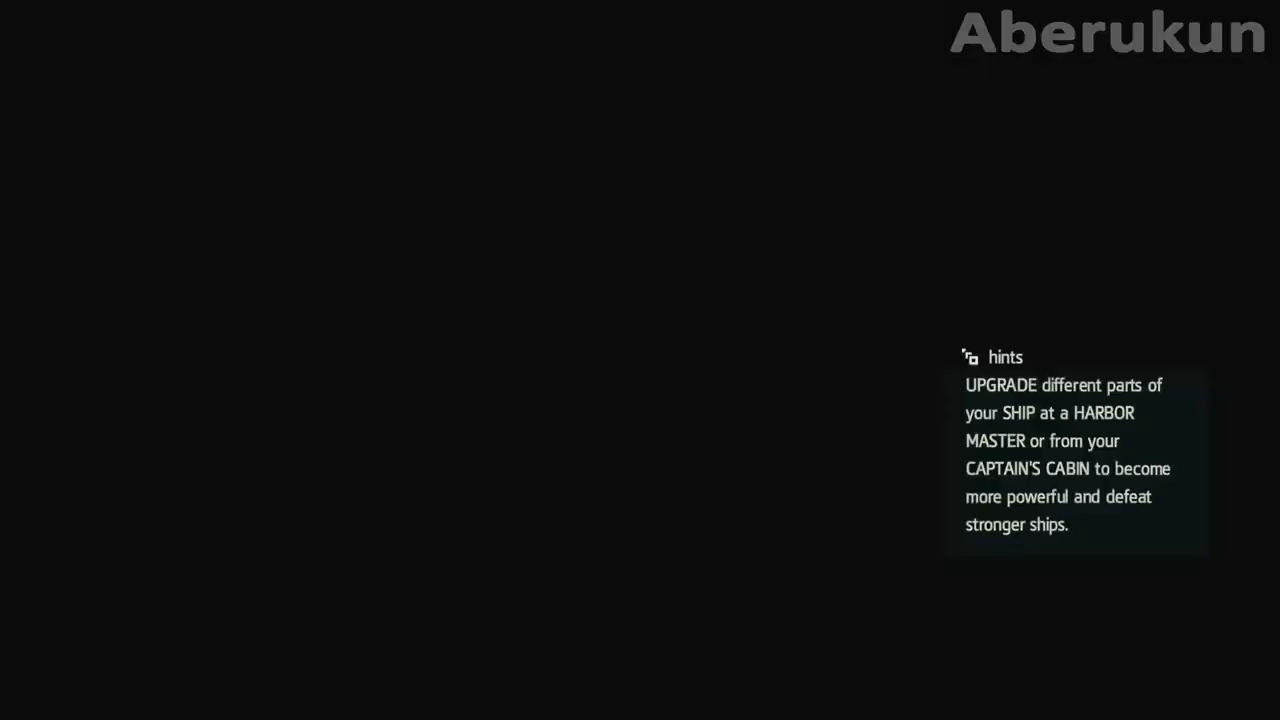 Aberukun
hints
UPGRADE different parts of
your SHIP at a HARBOR
MASTER or from your
CAPTAIN'S CABIN to become
more powerful and defeat
stronger ships.